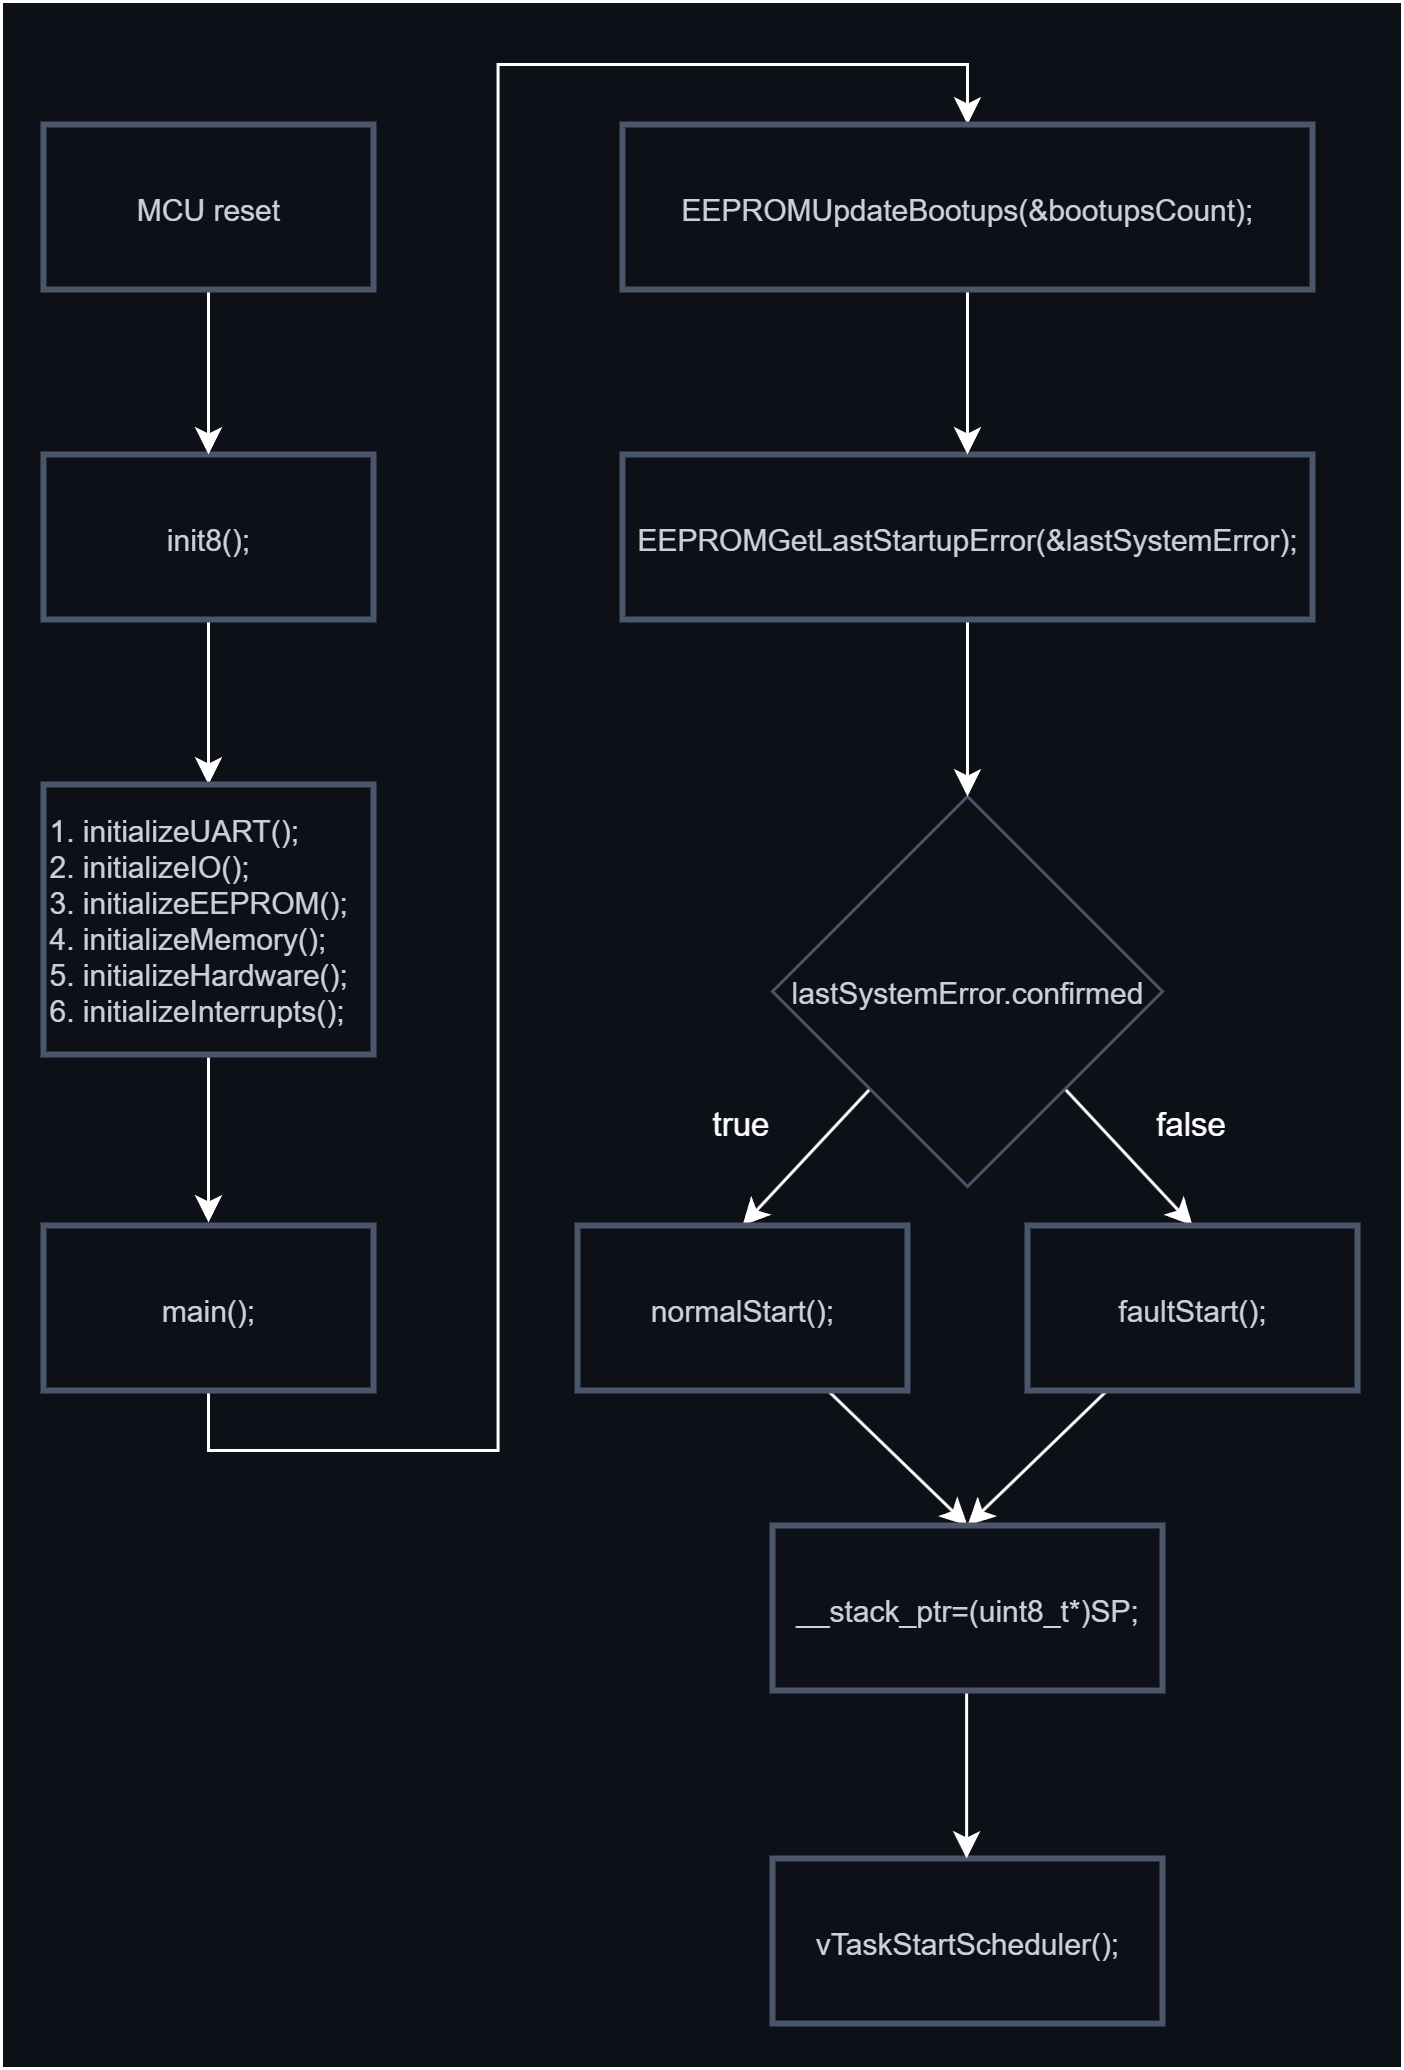 MCU reset
init8();
1. initializeUART();
2. initializeIO();
3. initializeEEPROM();
4. initializeMemory();
5. initializeHardware();
6. initializeInterrupts();
main();
EEPROMUpdateBootups(&bootupsCount);
EEPROMGetLastStartupError(&lastSystemError);
lastSystemError.confirmed
true
false
normalStart();
faultStart();
__stack_ptr=(uint8_t*)SP;
vTaskStartScheduler();